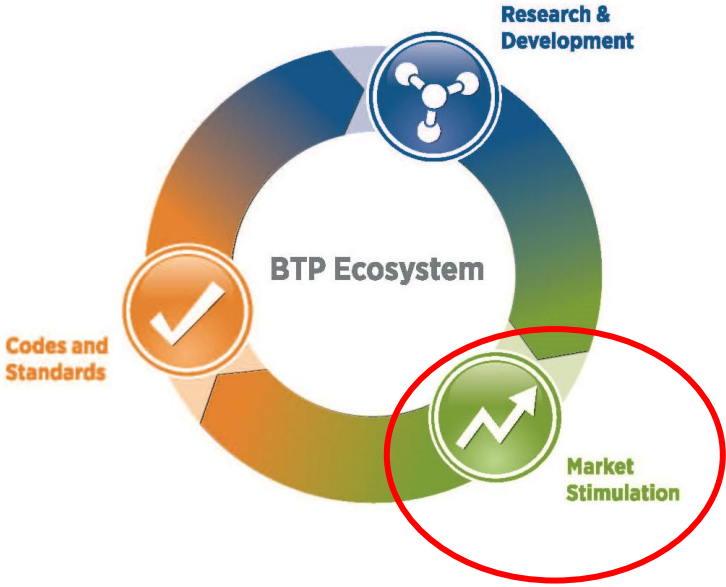 Research &
Development
BTP Ecosystem
Codes and
Standards
Market
Stimulation